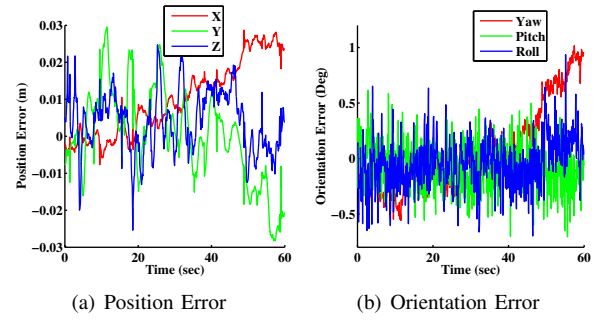 X
Y
Z
0.03
0.02
0.01
0
−0.01
−0.02
−0.03
Position Error (m)
0 20 40 60
Time (sec)
(a) Position Error
Yaw
Pitch
Roll
1
0.5
0
−0.5
Orientation Error (Deg)
0 20 40 60
Time (sec)
(b) Orientation Error